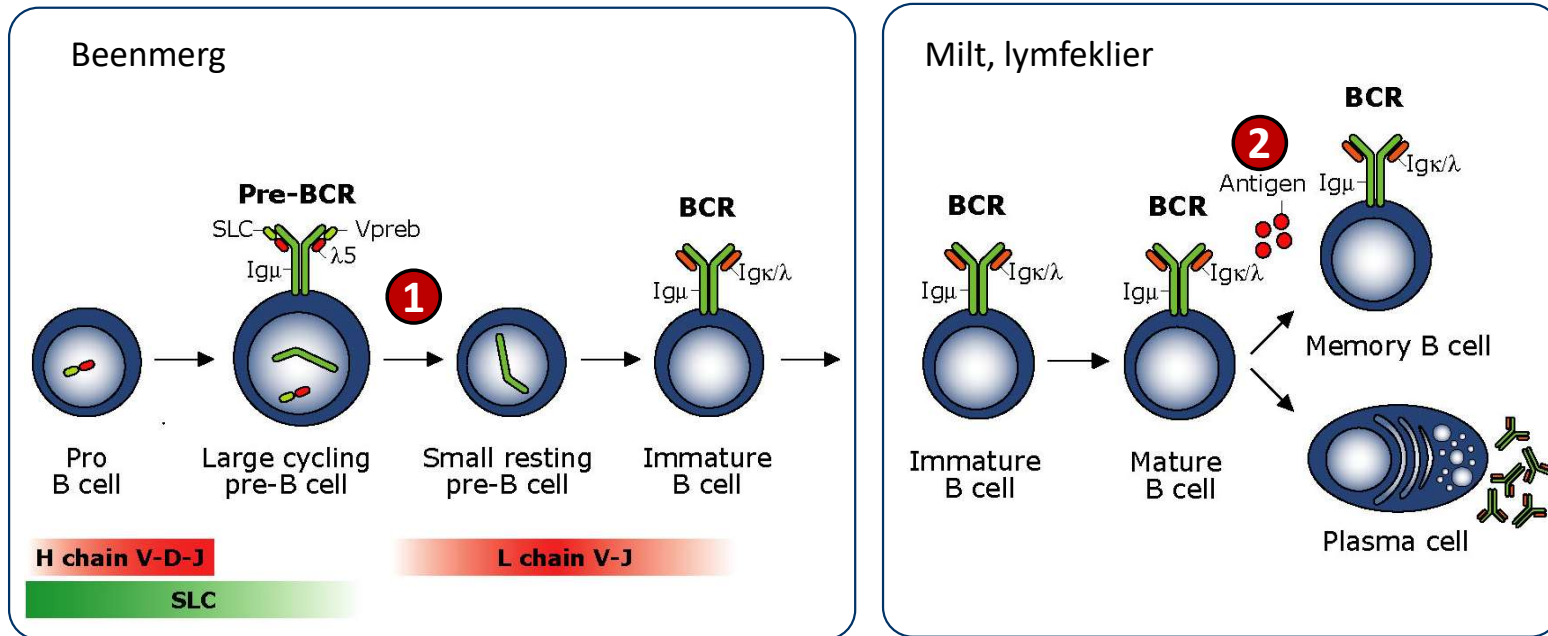 Beenmerg
Pre-BCR
SLC
Vpreb
λ5
Igμ
1
BCR
Igμ
Igκ/λ
Pro
B cell
Large cycling
pre-B cell
Small resting
pre-B cell
Immature
B cell
H chain V-D-J
L chain V-J
SLC
Milt, lymfeklier
BCR
Igμ
Igκ/λ
BCR
Igμ
Igκ/λ
2
Antigen
BCR
Igμ
Igκ/λ
Memory B cell
Immature
B cell
Mature
B cell
Plasma cell